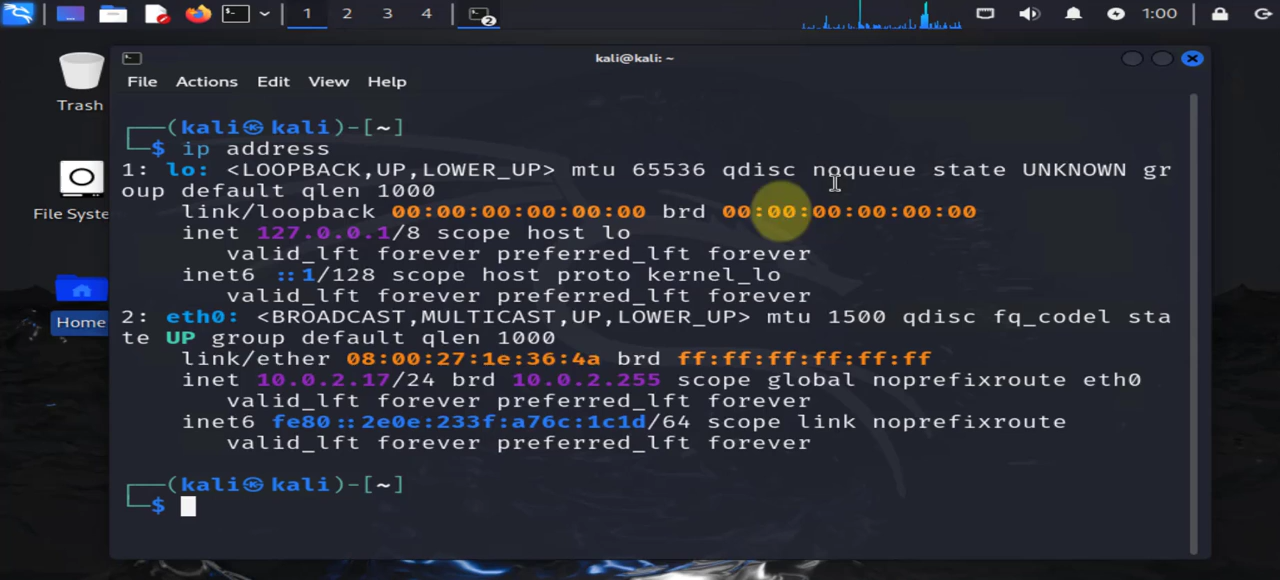 1 2 3 4 2 1:00
kali@kali: ~
File Actions Edit View Help
Trash
File Syste
Home
┌──(kali㉿kali)-[~]
└─$ ip address
1: lo: <LOOPBACK,UP,LOWER_UP> mtu 65536 qdisc noqueue state UNKNOWN gr
oup default qlen 1000
link/loopback 00:00:00:00:00:00 brd 00:00:00:00:00:00
inet 127.0.0.1/8 scope host lo
valid_lft forever preferred_lft forever
inet6 ::1/128 scope host proto kernel_lo
valid_lft forever preferred_lft forever
2: eth0: <BROADCAST,MULTICAST,UP,LOWER_UP> mtu 1500 qdisc fq_codel sta
te UP group default qlen 1000
link/ether 08:00:27:1e:36:4a brd ff:ff:ff:ff:ff:ff
inet 10.0.2.17/24 brd 10.0.2.255 scope global noprefixroute eth0
valid_lft forever preferred_lft forever
inet6 fe80::2e0e:233f:a76c:1c1d/64 scope link noprefixroute
valid_lft forever preferred_lft forever
┌──(kali㉿kali)-[~]
└─$